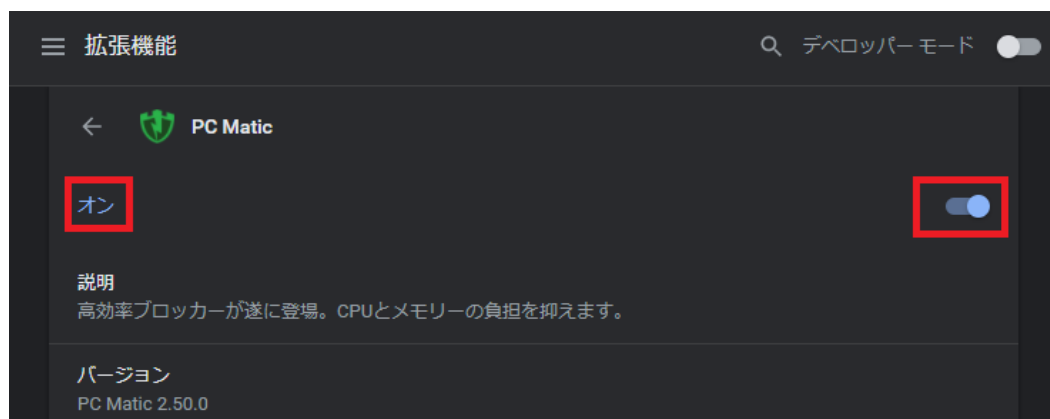 拡張機能
デベロッパー モード
PC Matic
オン
説明
高効率ブロッカーが遂に登場。CPUとメモリーの負担を抑えます。
バージョン
PC Matic 2.50.0